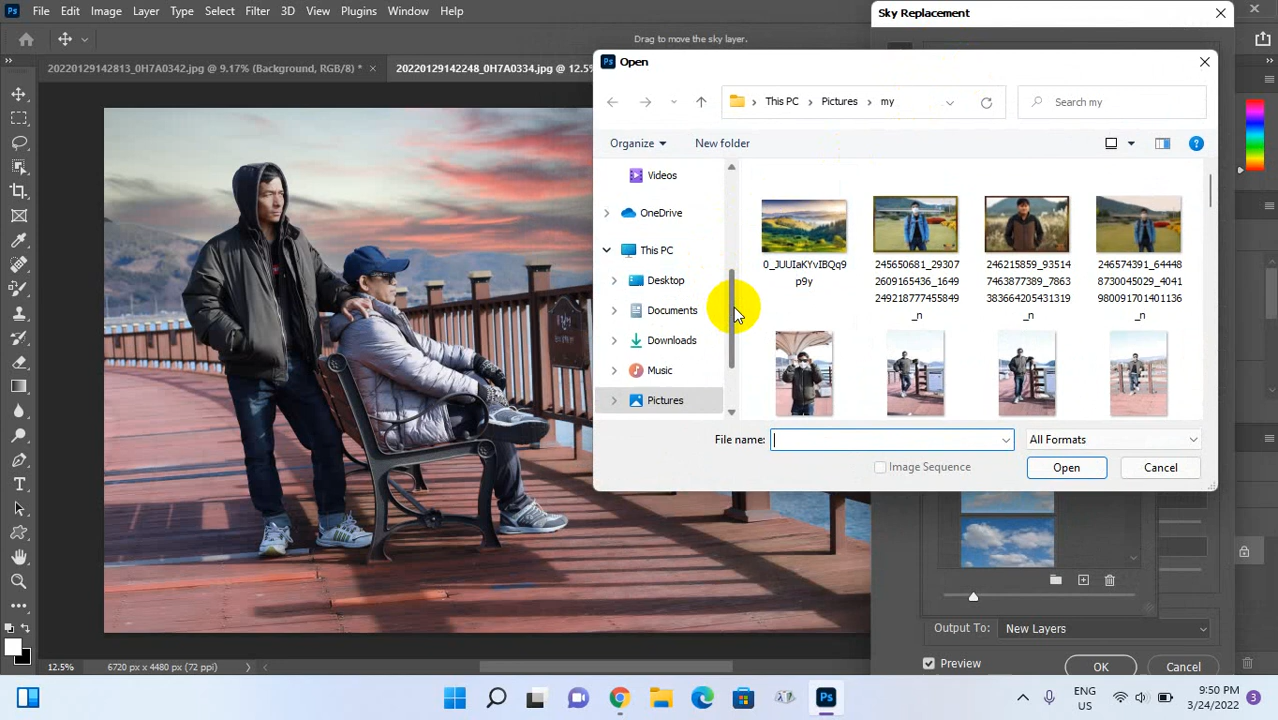 Ps File Edit Image Layer Type Select Filter 3D View Plugins Window Help
Sky Replacement
Drag to move the sky layer.
20220129142813_0H7A0342.jpg @ 9.17% (Background, RGB/8) *
20220129142248_0H7A0334.jpg @ 12.5%
Ps Open
This PC
Pictures
my
Search my
Organize
New folder
Videos
OneDrive
This PC
Desktop
Documents
Downloads
Music
Pictures
0_JUUIaKYvIBQq9
p9y
245650681_29307
2609165436_1649
249218777455849
_n
246215859_93514
7463877389_7863
383664205431313
_n
246574391_64448
8730045029_4041
980091701401136
_n
File name:
All Formats
Image Sequence
Open
Cancel
Output To:
New Layers
Preview
OK
Cancel
12.5%
6720 px x 4480 px (72 ppi)
ENG
US
9:50 PM
3/24/2022
3